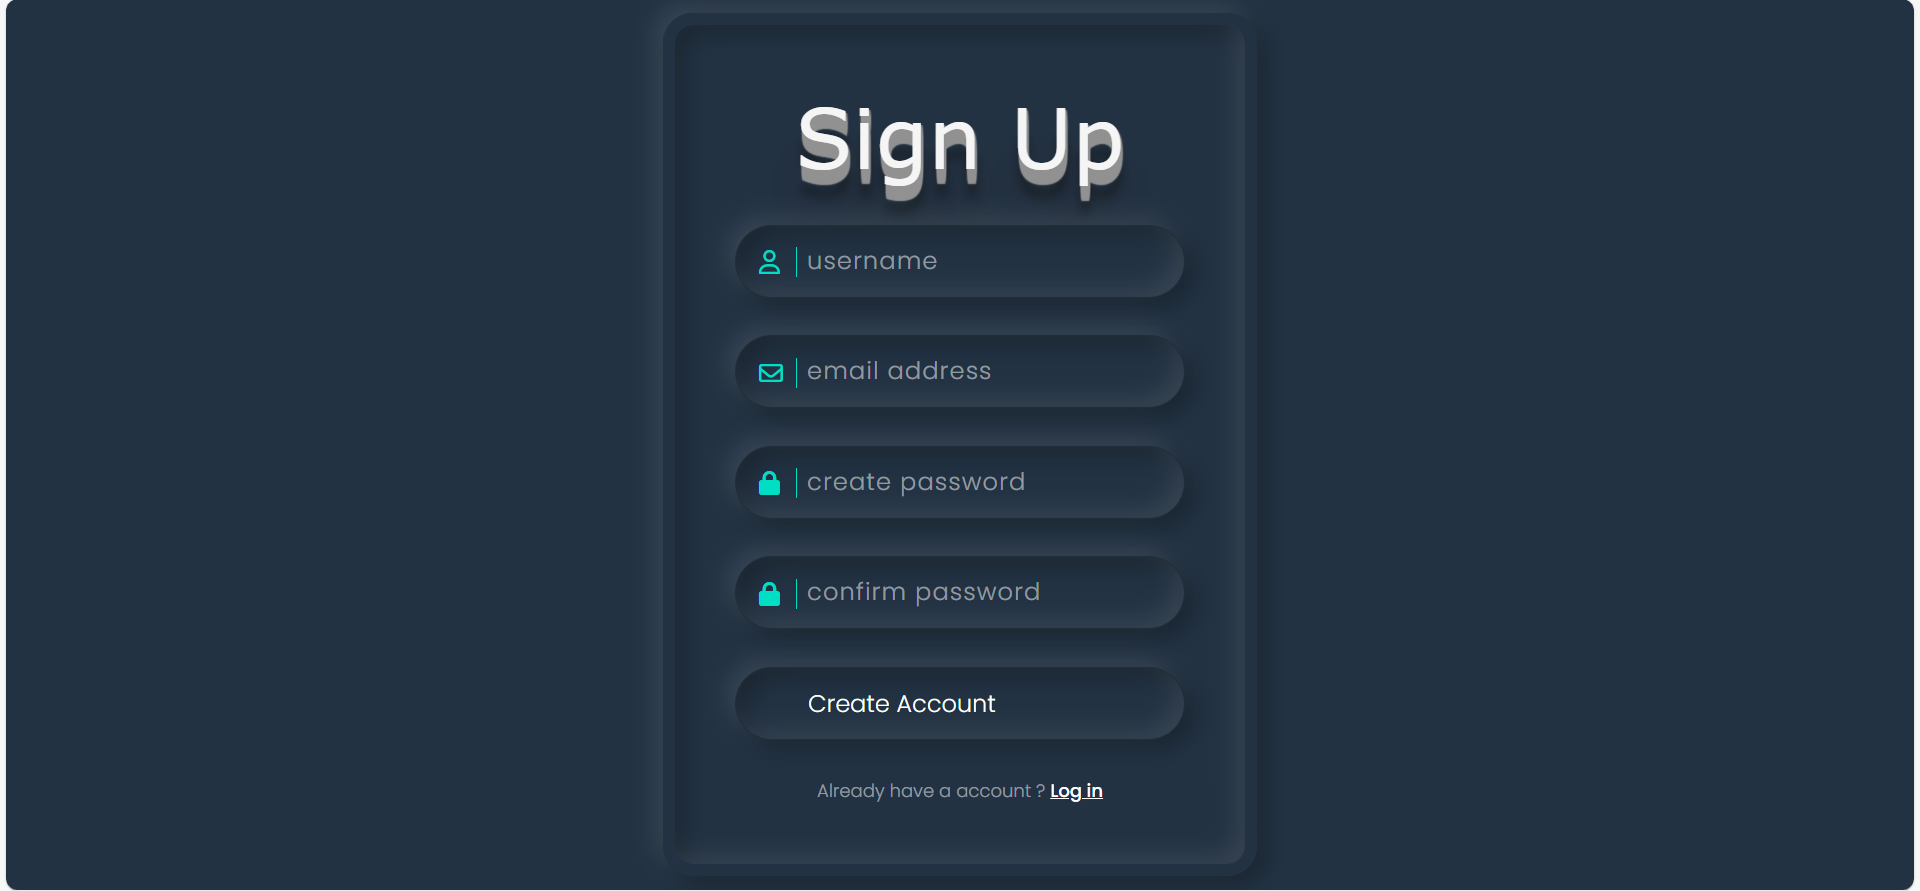 Sign Up
username
email address
create password
confirm password
Create Account
Already have a account ? Log in